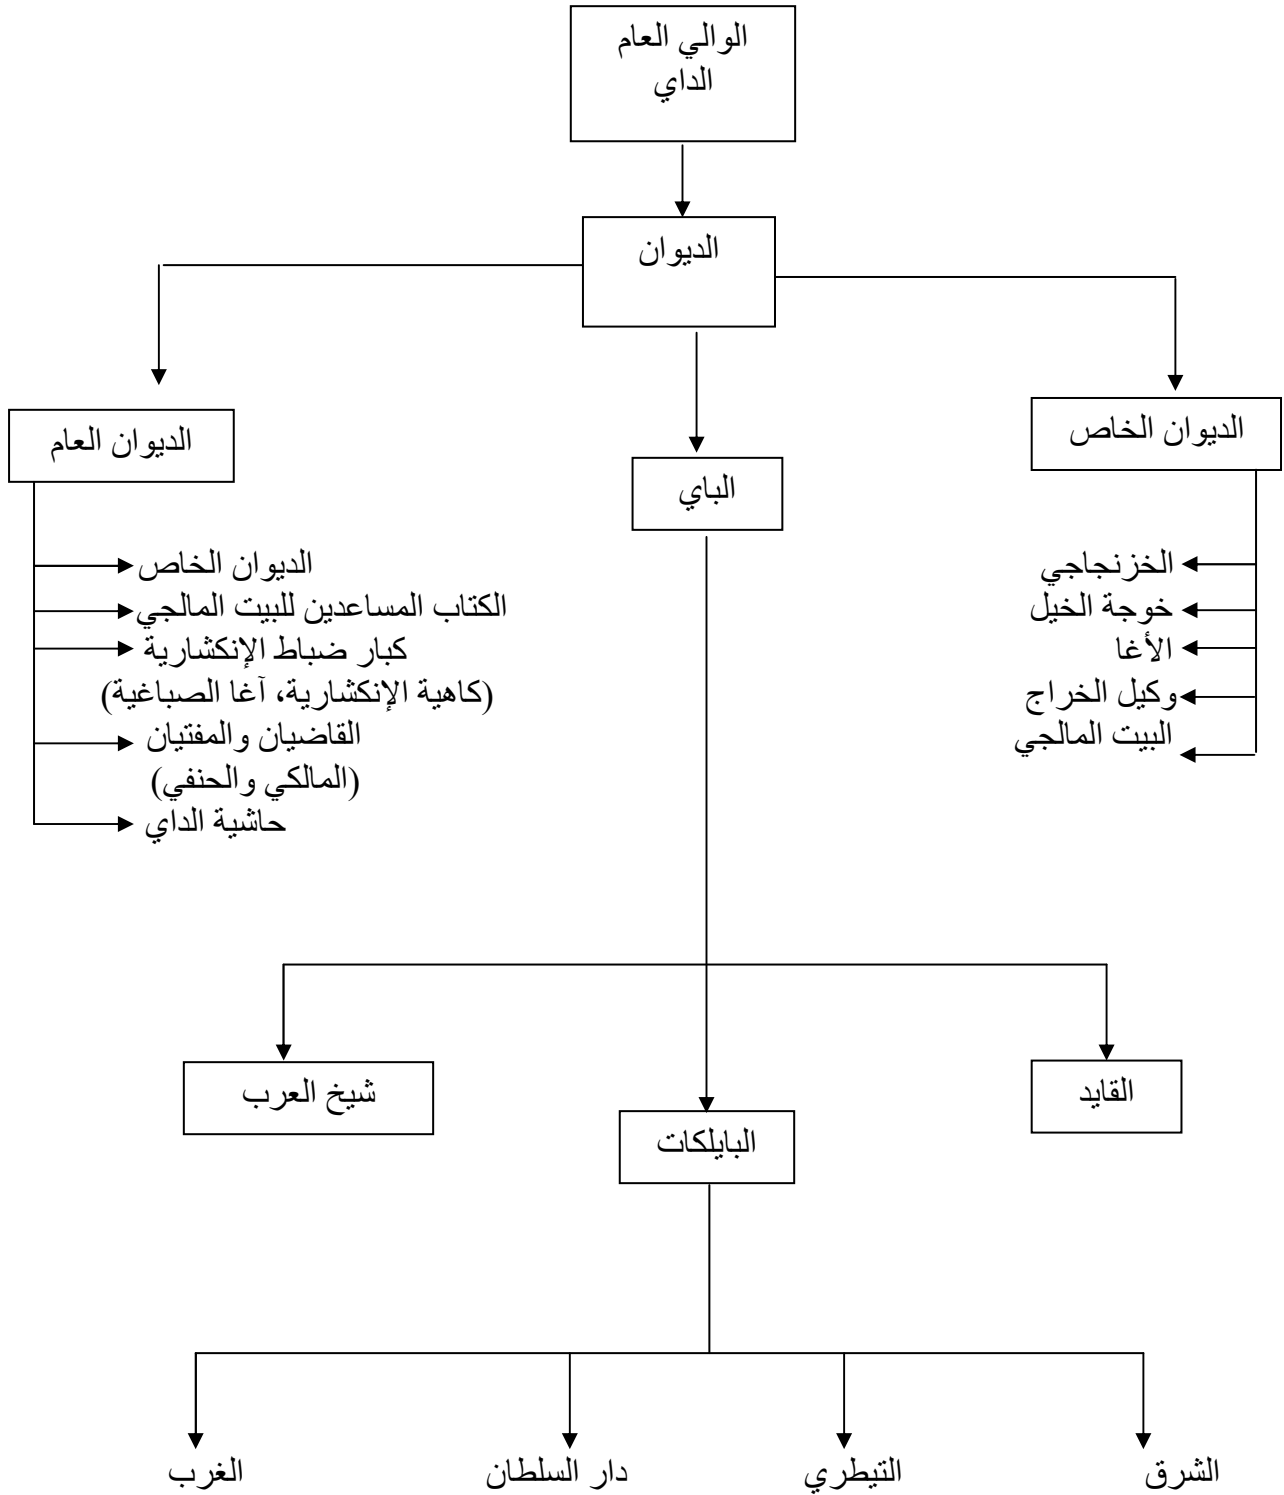 الوالي العام
الداي
الديوان
الديوان الخاص
الباي
الديوان العام
الخزنجاجي
خوجة الخيل
الأغا
وكيل الخراج
البيت المالجي
الديوان الخاص
الكتاب المساعدين للبيت المالجي
كبار ضباط الإنكشارية
(كاهية الإنكشارية، آغا الصباغية)
القاضيان والمفتيان
(المالكي والحنفي)
حاشية الداي
القايد
البايلكات
شيخ العرب
الشرق
التيطري
دار السلطان
الغرب